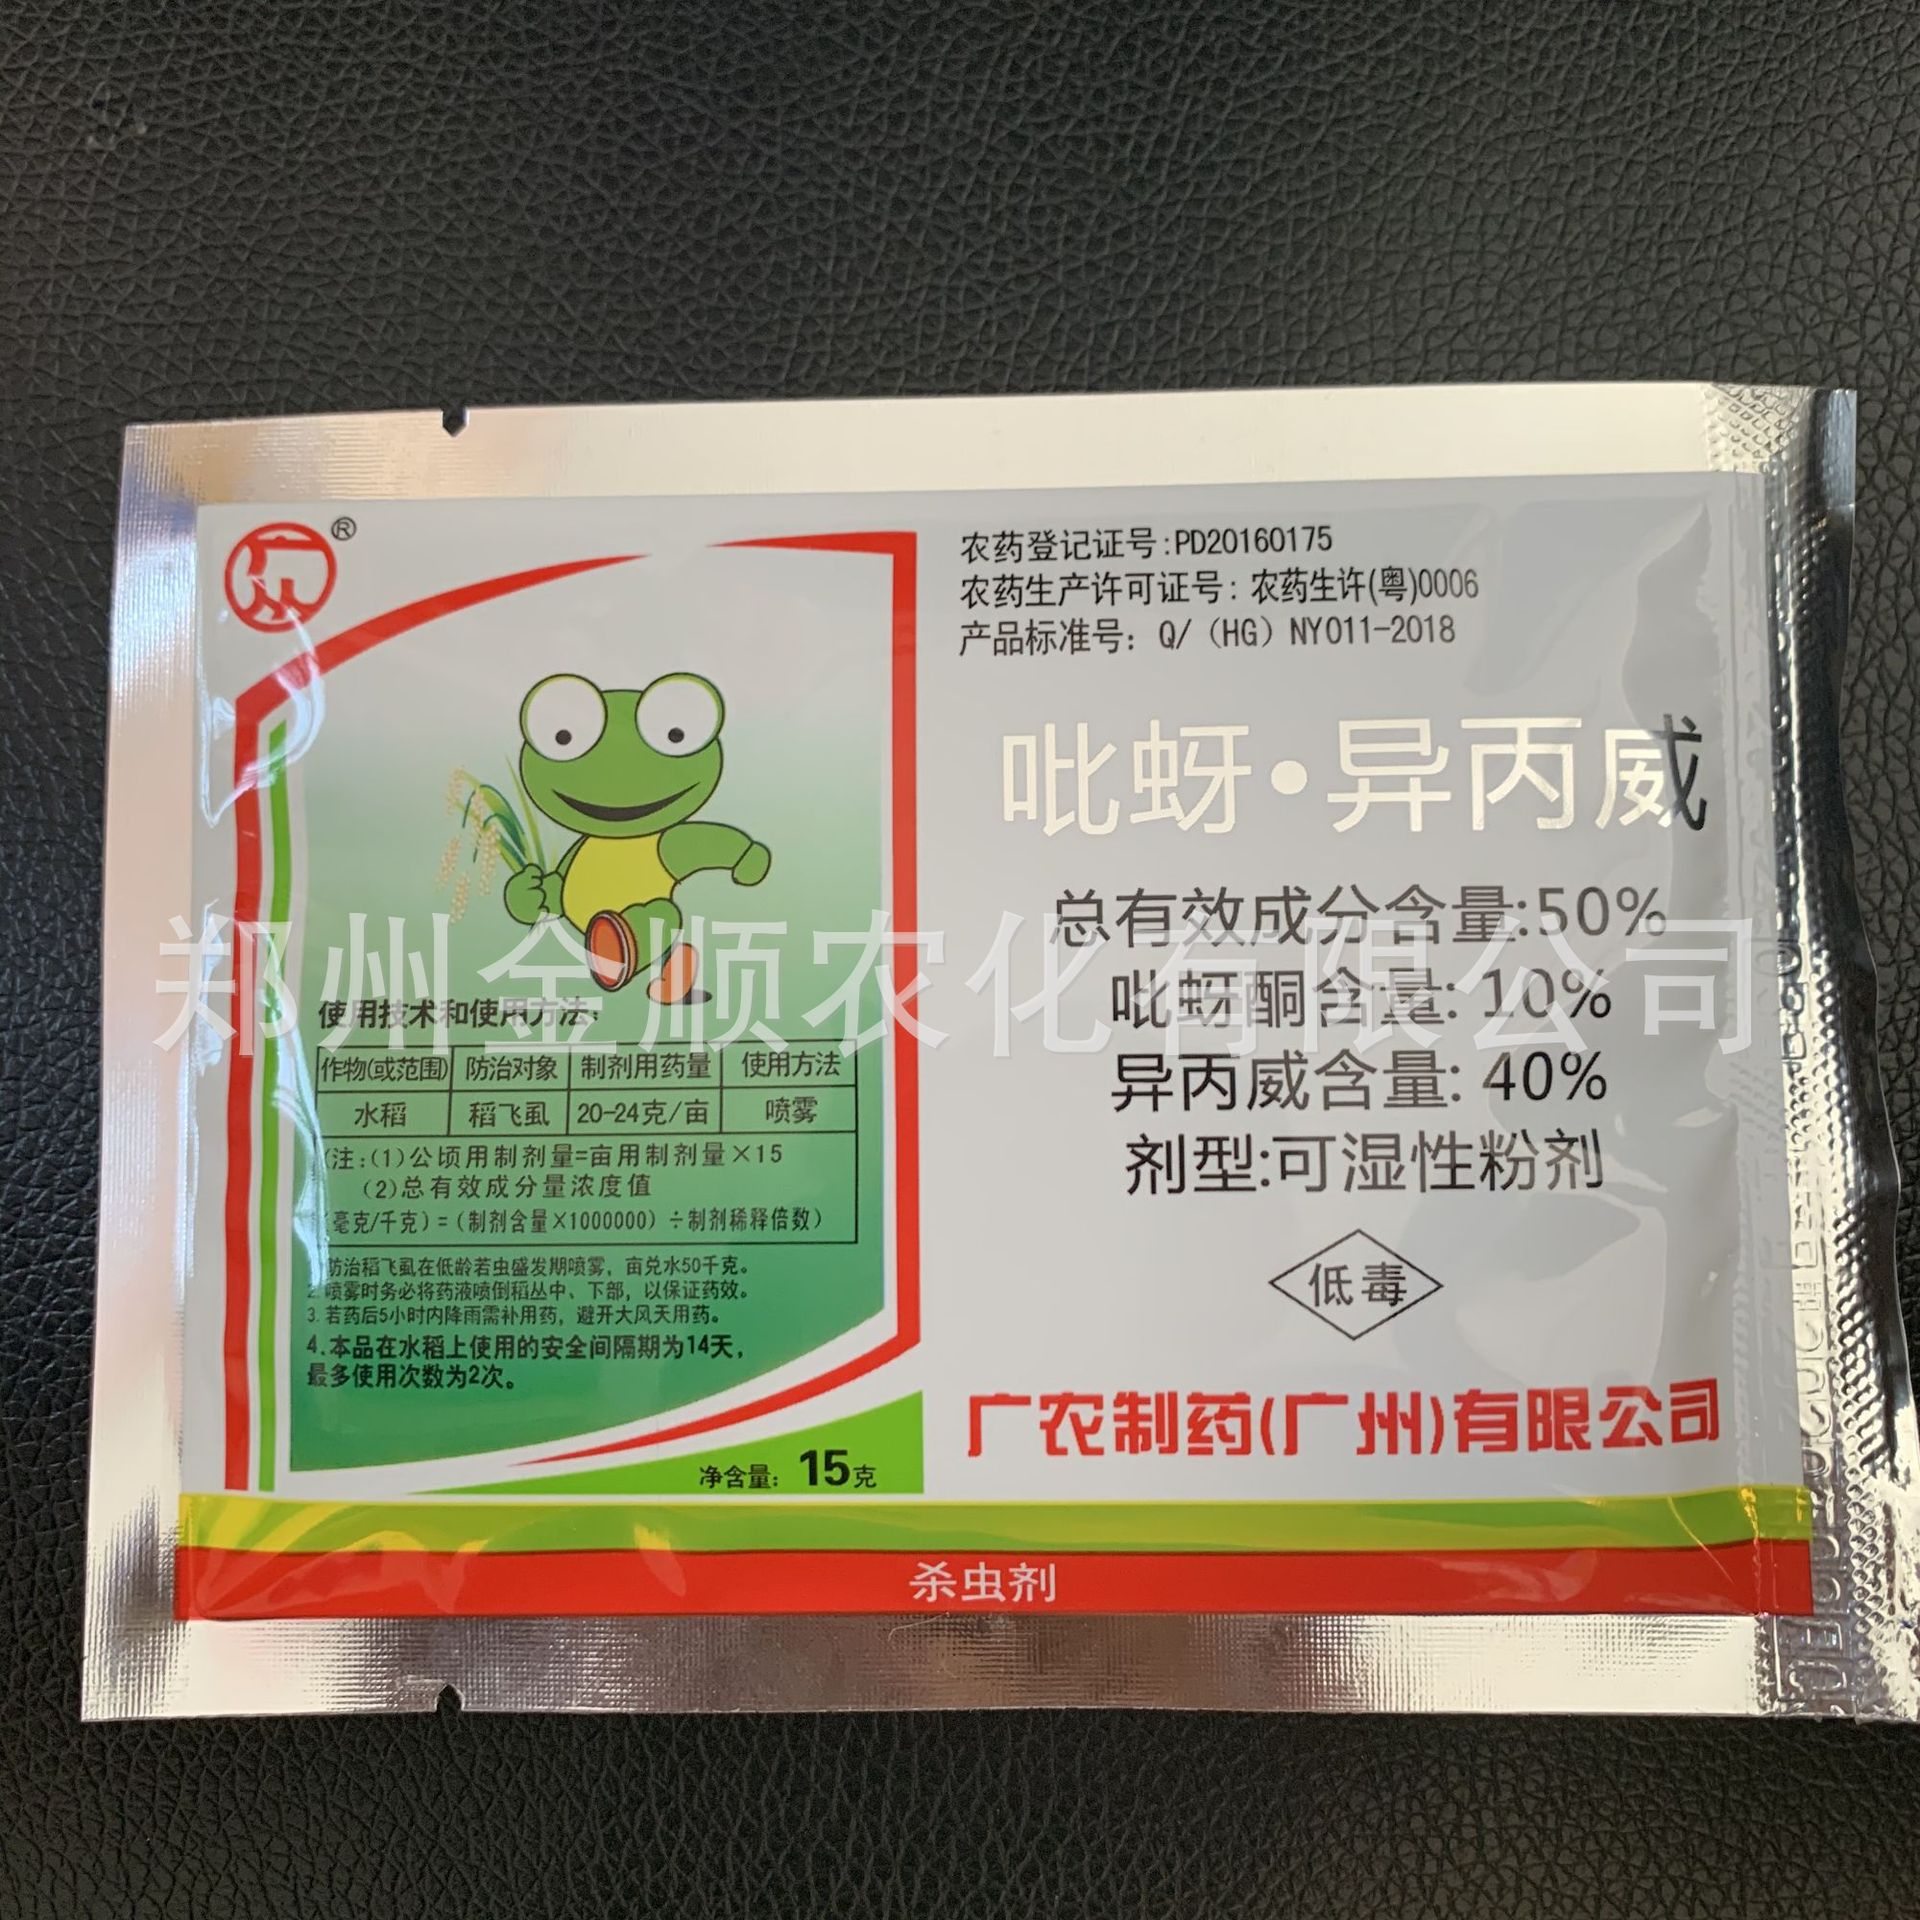 ®
农药登记证号:PD20160175
农药生产许可证号：农药生许(粤)0006
产品标准号：Q/（HG）NY011-2018
吡蚜·异丙威
总有效成分含量:50%
吡蚜酮含量: 10%
异丙威含量: 40%
剂型:可湿性粉剂
低毒
广农制药(广州)有限公司
郑州金顺农化有限公司
使用技术和使用方法：
作物(或范围) 防治对象 制剂用药量 使用方法
水稻 稻飞虱 20-24克/亩 喷雾
(注:(1)公顷用制剂量=亩用制剂量×15
(2)总有效成分量浓度值
(毫克/千克)=(制剂含量×1000000)÷制剂稀释倍数)
防治稻飞虱在低龄若虫盛发期喷雾，亩兑水50千克。
2.喷雾时务必将药液喷倒稻丛中、下部，以保证药效。
3.若药后5小时内降雨需补用药，避开大风天用药。
4.本品在水稻上使用的安全间隔期为14天，
最多使用次数为2次。
净含量：15克
杀虫剂